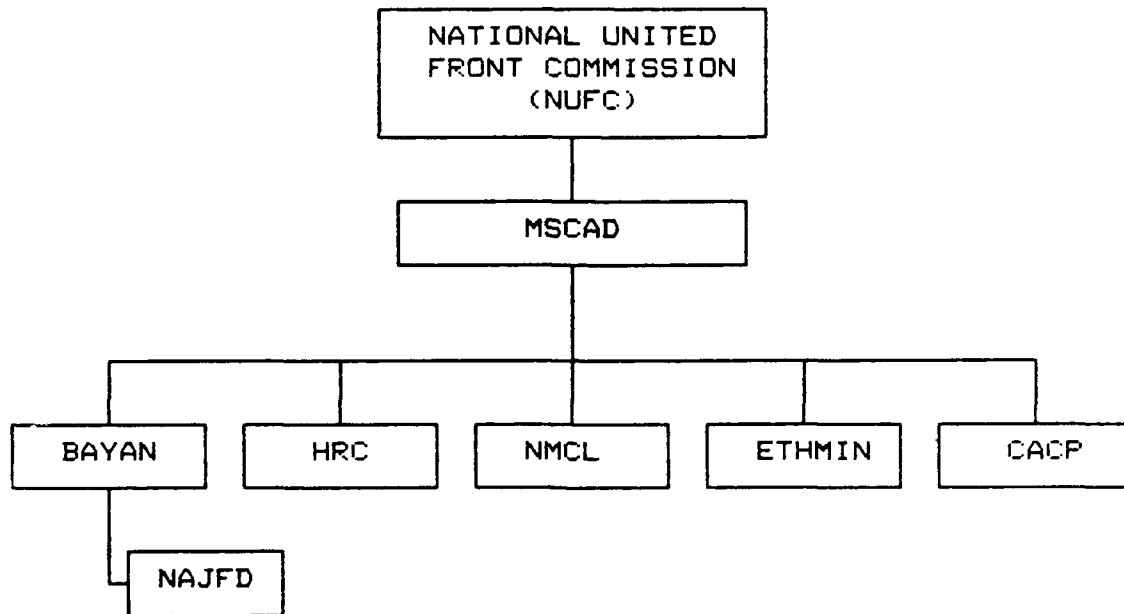 NATIONAL UNITED
FRONT COMMISSION
(NUFC)
MSCAD
BAYAN
HRC
NMCL
ETHMIN
CACP
NAJFD